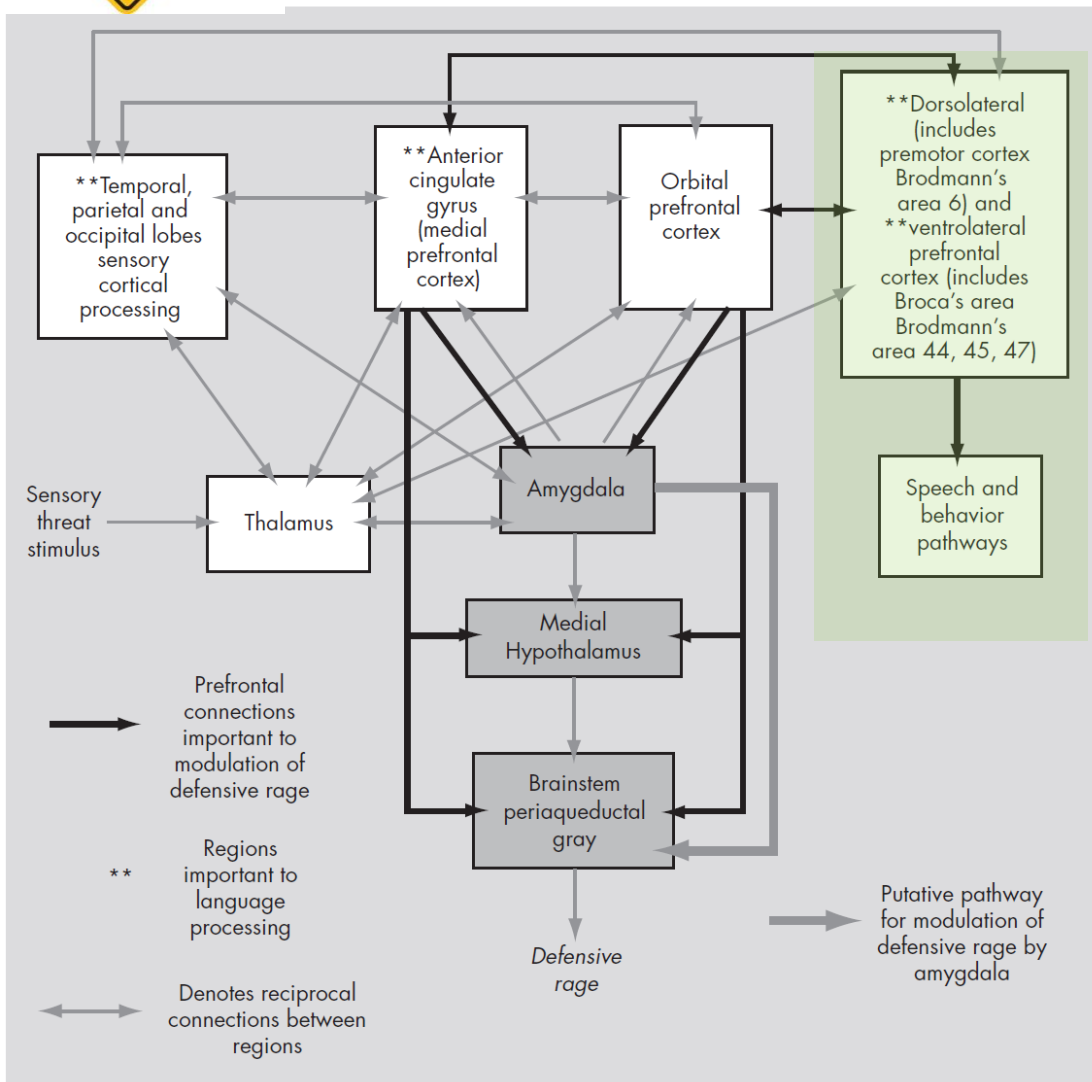 **Temporal,
parietal and
occipital lobes
sensory
cortical
processing
**Anterior
cingulate
gyrus
(medial
prefrontal
cortex)
Orbital
prefrontal
cortex
**Dorsolateral
(includes
premotor cortex
Brodmann's
area 6) and
**ventrolateral
prefrontal
cortex (includes
Broca's area
Brodmann's
area 44, 45, 47)
Sensory
threat
stimulus
Thalamus
Amygdala
Speech and
behavior
pathways
Medial
Hypothalamus
Brainstem
periaqueductal
gray
Defensive
rage
Prefrontal
connections
important to
modulation of
defensive rage
**
Regions
important to
language
processing
Denotes reciprocal
connections between
regions
Putative pathway
for modulation of
defensive rage by
amygdala